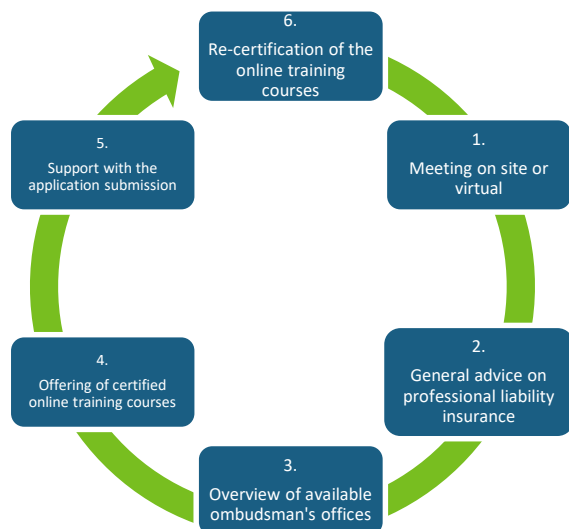 6.
Re-certification of the
online training
courses
1.
Meeting on site or
virtual
2.
General advice on
professional liability
insurance
3.
Overview of available
ombudsman's offices
4.
Offering of certified
online training courses
5.
Support with the
application submission